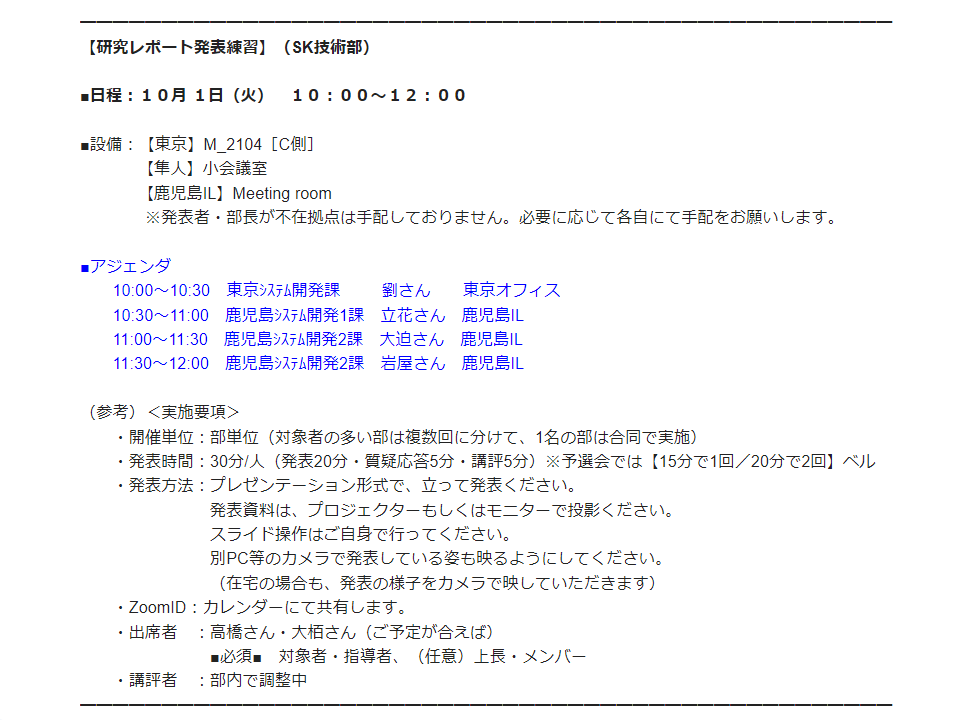 【研究レポート発表練習】（SK技術部）
■日程：１０月 １日（火）　１０：００～１２：００
■設備：【東京】M_2104［C側］
【隼人】小会議室
【鹿児島IL】Meeting room
※発表者・部長が不在拠点は手配しておりません。必要に応じて各自にて手配をお願いします。
■アジェンダ
10:00～10:30　東京ｼｽﾃﾑ開発課　　劉さん　　東京オフィス
10:30～11:00　鹿児島ｼｽﾃﾑ開発1課　立花さん　鹿児島IL
11:00～11:30　鹿児島ｼｽﾃﾑ開発2課　大迫さん　鹿児島IL
11:30～12:00　鹿児島ｼｽﾃﾑ開発2課　岩屋さん　鹿児島IL
（参考）＜実施要項＞
・開催単位：部単位（対象者の多い部は複数回に分けて、1名の部は合同で実施）
・発表時間：30分/人（発表20分・質疑応答5分・講評5分）※予選会では【15分で1回／20分で2回】ベル
・発表方法：プレゼンテーション形式で、立って発表ください。
発表資料は、プロジェクターもしくはモニターで投影ください。
スライド操作はご自身で行ってください。
別PC等のカメラで発表している姿も映るようにしてください。
（在宅の場合も、発表の様子をカメラで映していただきます）
・ZoomID：カレンダーにて共有します。
・出席者　：高橋さん・大栢さん（ご予定が合えば）
■必須■　対象者・指導者、（任意）上長・メンバー
・講評者　：部内で調整中